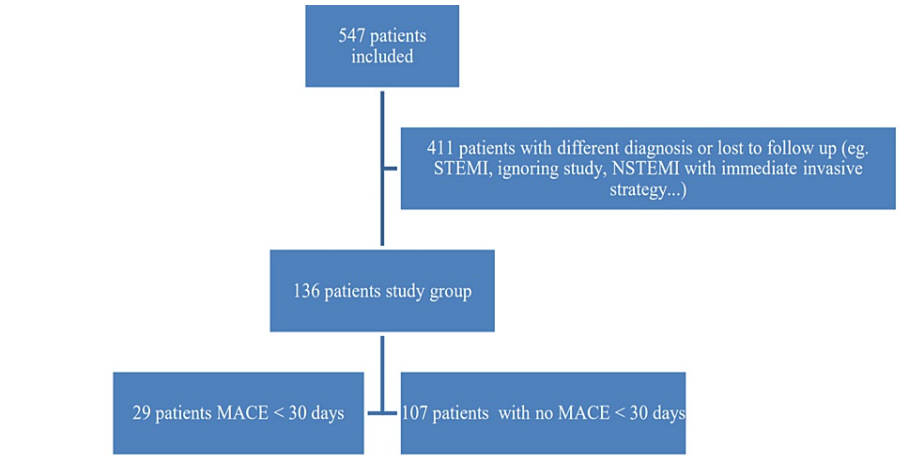 547 patients
included
411 patients with different diagnosis or lost to follow up (eg.
STEMI, ignoring study, NSTEMI with immediate invasive
strategy...)
136 patients study group
29 patients MACE < 30 days
107 patients with no MACE < 30 days